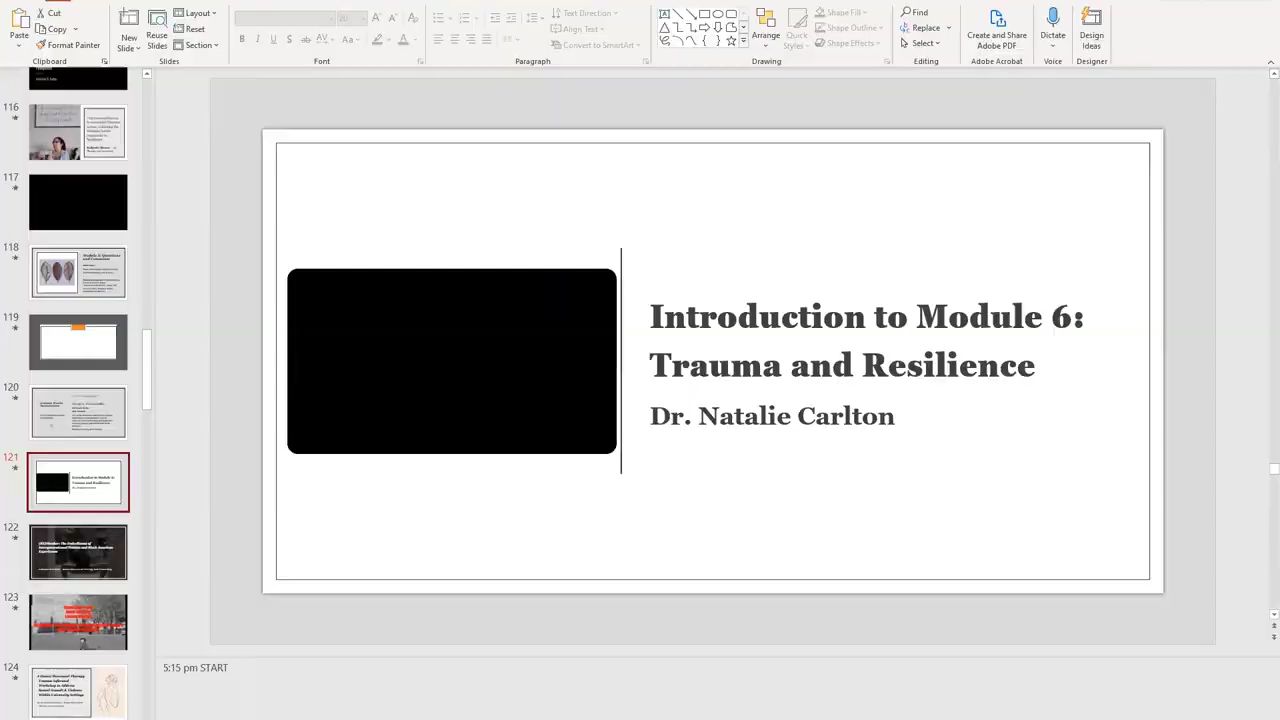 Cut
Layout
Copy
Reset
Format Painter
Section
Paste
New
Slide
Reuse
Slides
B
I
U
S
AV
Aa
A
Text Direction
Align Text
Convert to SmartArt
Arrange
Quick
Styles
Shape Fill
Shape Outline
Shape Effects
Find
Replace
Select
Create and Share
Adobe PDF
Dictate
Design
Ideas
Clipboard
Slides
Font
Paragraph
Drawing
Editing
Adobe Acrobat
Voice
Designer
116
117
118
119
120
121
122
123
124
Introduction to Module 6:
Trauma and Resilience
Dr. Natalie Carlton
5:15 pm START